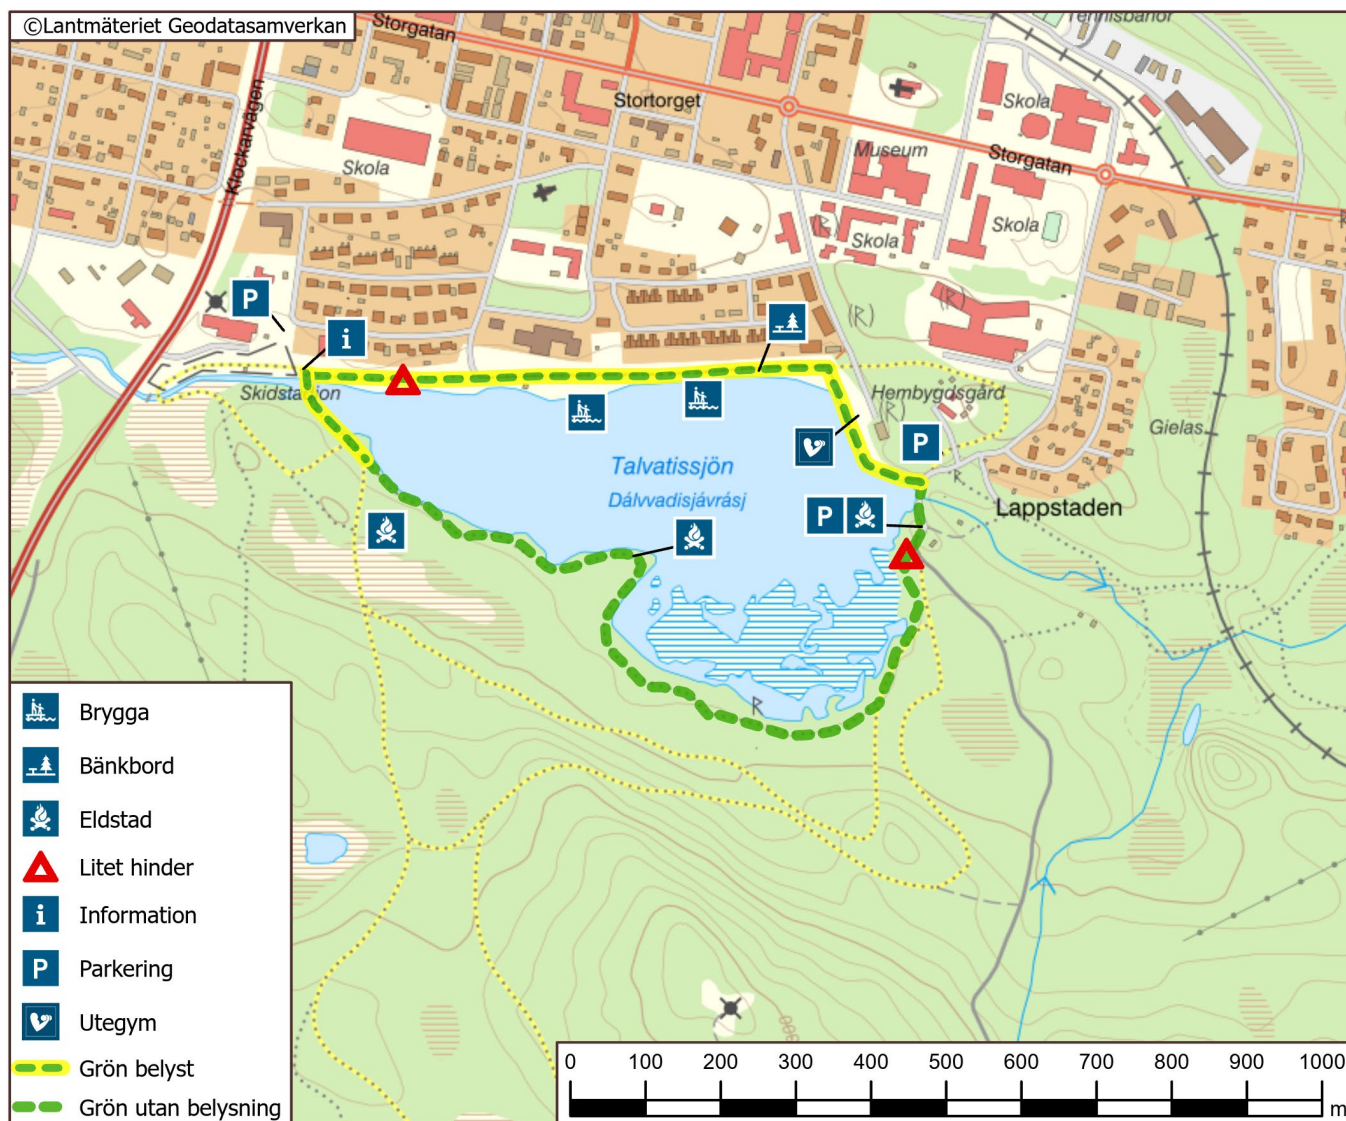 ©Lantmäteriet Geodatasamverkan
Storgatan
Tennisbanor
Klockarvägen
Stortorget
Skola
Skola
Museum
Storgatan
Skola
Skola
(R)
(R)
(R)
P
i
Skidstadion
Hembygdsgård
(R)
Gielas
P
R
Talvatissjön
Dálvvadisjávrásj
P
Lappstaden
R
Brygga
Bänkbord
Eldstad
Litet hinder
i Information
P Parkering
Utegym
Grön belyst
Grön utan belysning
0 100 200 300 400 500 600 700 800 900 1000
m